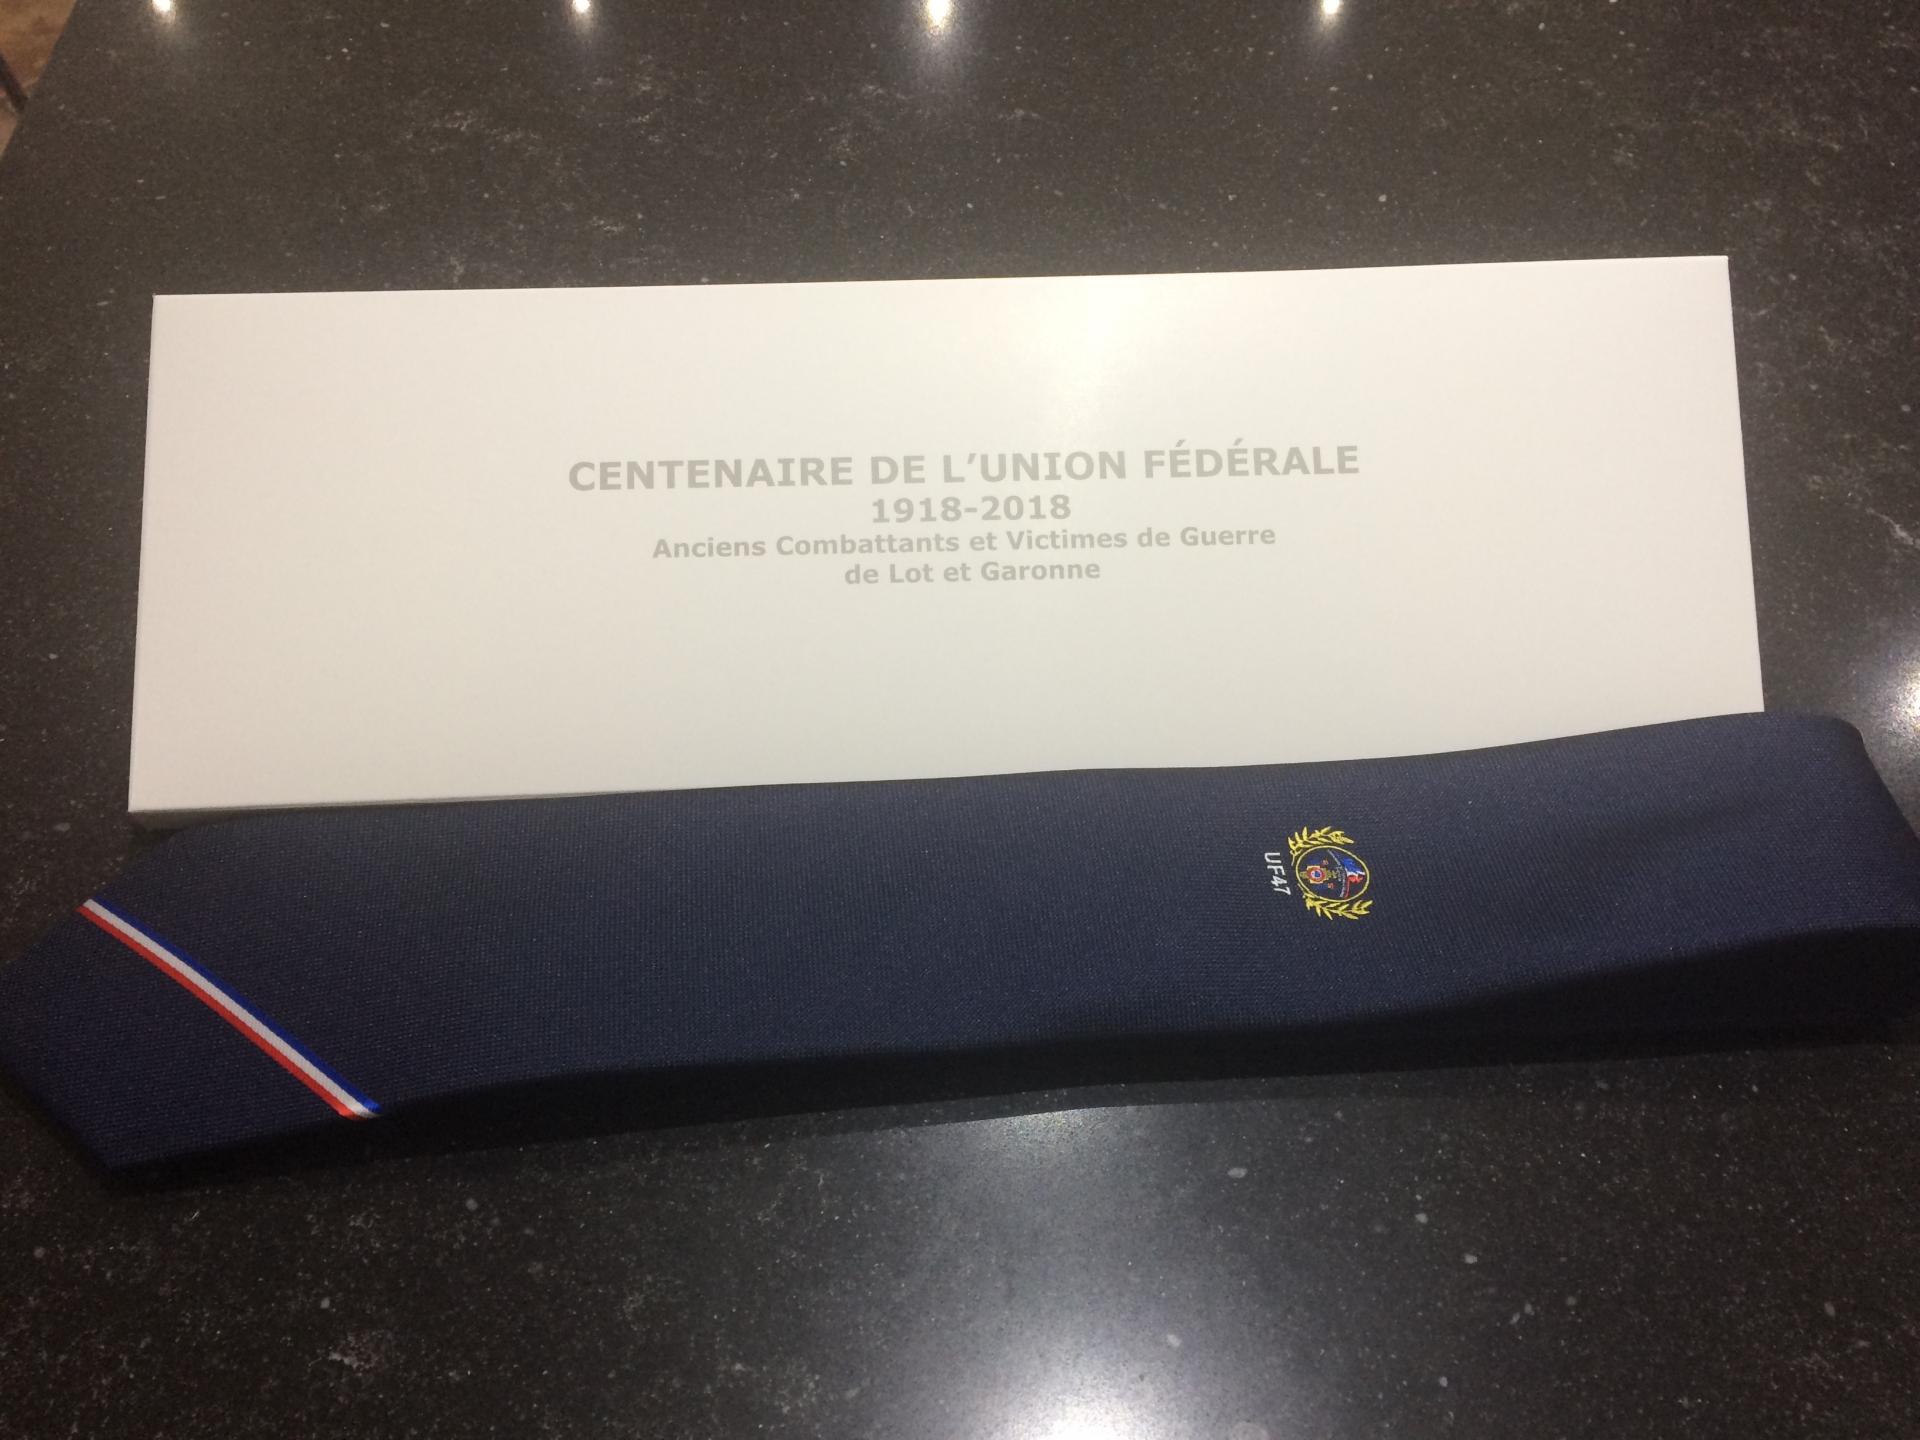 CENTENAIRE DE L’UNION FÉDÉRALE
1918-2018
Anciens Combattants et Victimes de Guerre
de Lot et Garonne
UF47